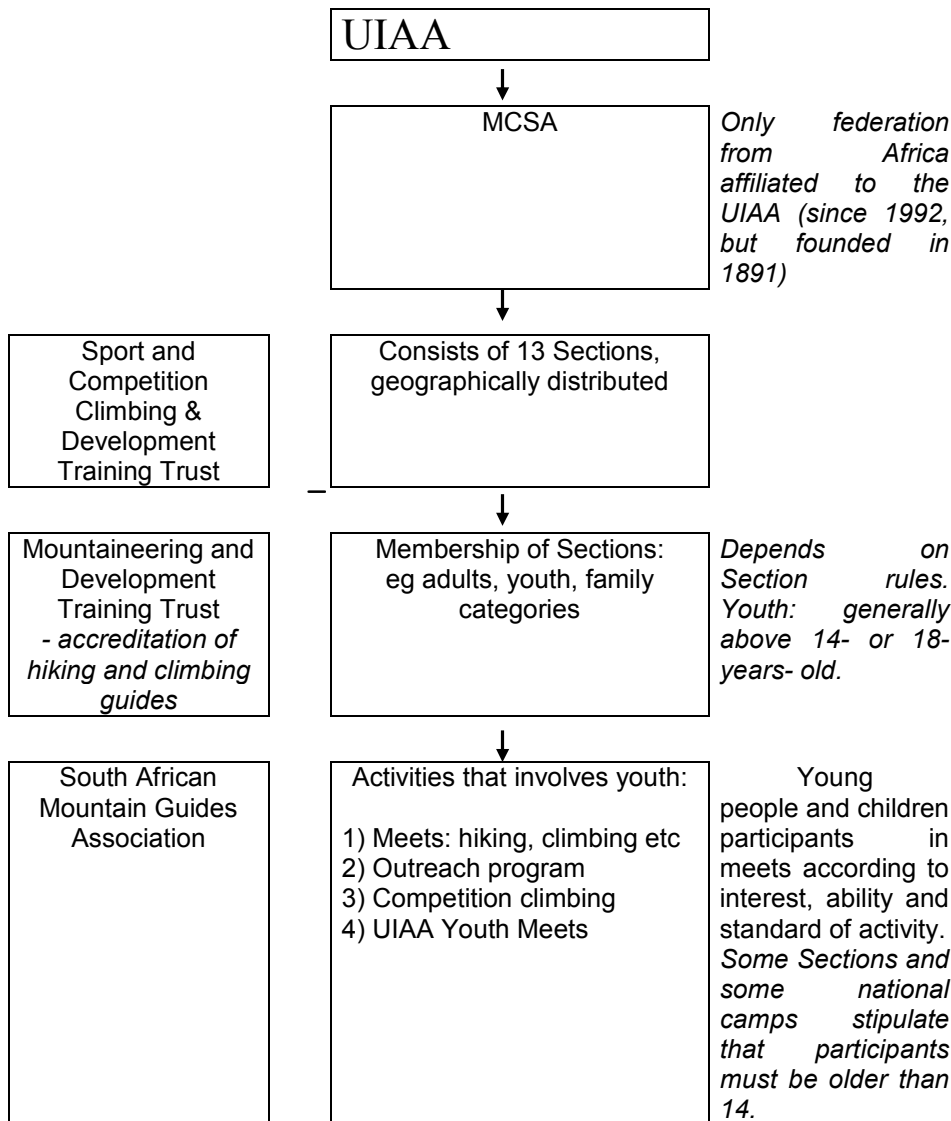 UIAA
MCSA
Only federation
from Africa
affiliated to the
UIAA (since 1992,
but founded in
1891)
Sport and
Competition
Climbing &
Development
Training Trust
Consists of 13 Sections,
geographically distributed
–
Mountaineering and
Development
Training Trust
- accreditation of
hiking and climbing
guides
Membership of Sections:
eg adults, youth, family
categories
Depends on
Section rules.
Youth: generally
above 14- or 18-
years- old.
South African
Mountain Guides
Association
Activities that involves youth:
1) Meets: hiking, climbing etc
2) Outreach program
3) Competition climbing
4) UIAA Youth Meets
Young
people and children
participants in
meets according to
interest, ability and
standard of activity.
Some Sections and
some national
camps stipulate
that participants
must be older than
14.